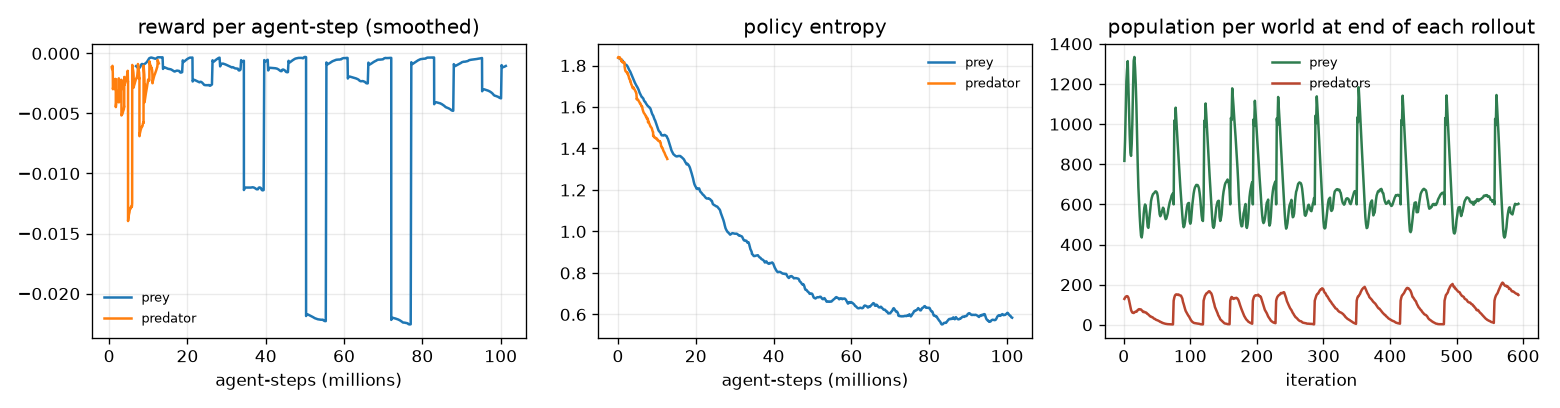 reward per agent-step (smoothed)
0.000
−0.005
−0.010
−0.015
−0.020
prey
predator
0 20 40 60 80 100
agent-steps (millions)
policy entropy
1.8
1.6
1.4
1.2
1.0
0.8
0.6
prey
predator
0 20 40 60 80 100
agent-steps (millions)
population per world at end of each rollout
1400
1200
1000
800
600
400
200
0
prey
predators
0 100 200 300 400 500 600
iteration